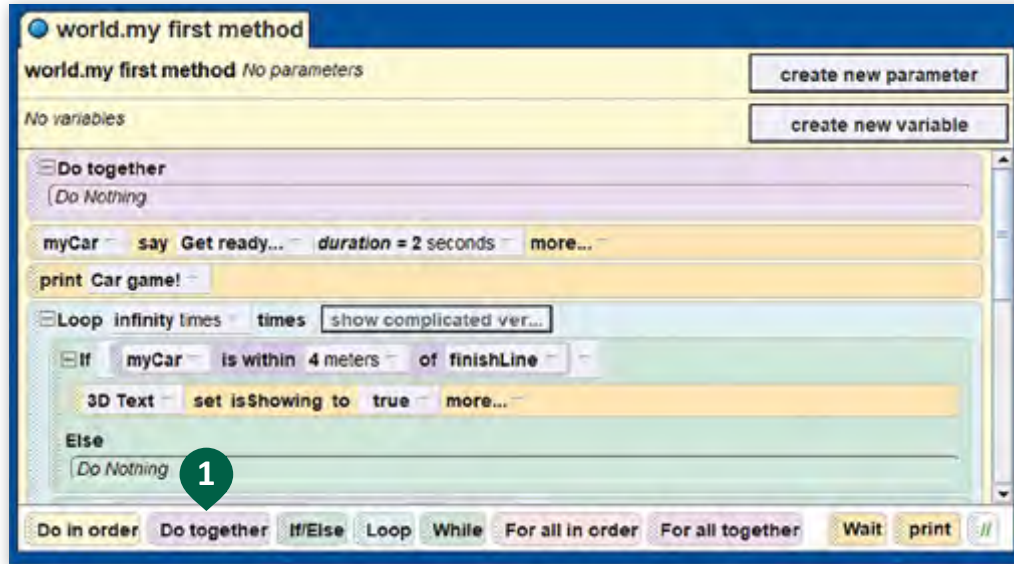 world.my first method
world.my first method No parameters
create new parameter
No variables
create new variable
Do together
Do Nothing
myCar say Get ready... duration = 2 seconds more...
print Car game!
Loop infinity times times show complicated ver...
If myCar is within 4 meters of finishLine
3D Text set isShowing to true more...
Else
Do Nothing
1
Do in order Do together If/Else Loop While For all in order For all together Wait print //